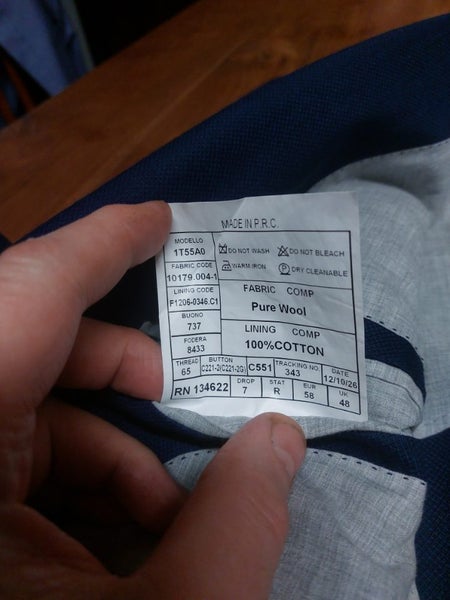 MADE IN P.R.C.
MODELLO
1T55A0
DO NOT WASH DO NOT BLEACH
WARM IRON DRY CLEANABLE
FABRIC CODE
10179.004-1
FABRIC COMP
Pure Wool
LINING CODE
F1206-0346.C1
BUONO
737
LINING COMP
100%COTTON
FODERA
8433
THREAD
65
BUTTON
C221-2(C221-2G)
C551
TRACKING NO.
343
DATE
12/10/26
RN 134622
DROP
7
STAT
R
EUR
58
UK
48